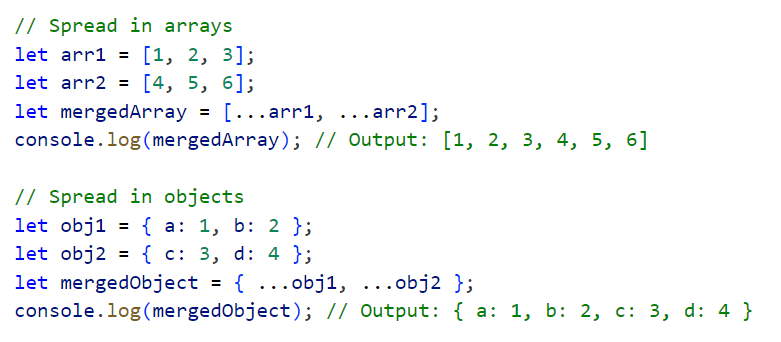 // Spread in arrays
let arr1 = [1, 2, 3];
let arr2 = [4, 5, 6];
let mergedArray = [...arr1, ...arr2];
console.log(mergedArray); // Output: [1, 2, 3, 4, 5, 6]
// Spread in objects
let obj1 = { a: 1, b: 2 };
let obj2 = { c: 3, d: 4 };
let mergedObject = { ...obj1, ...obj2 };
console.log(mergedObject); // Output: { a: 1, b: 2, c: 3, d: 4 }